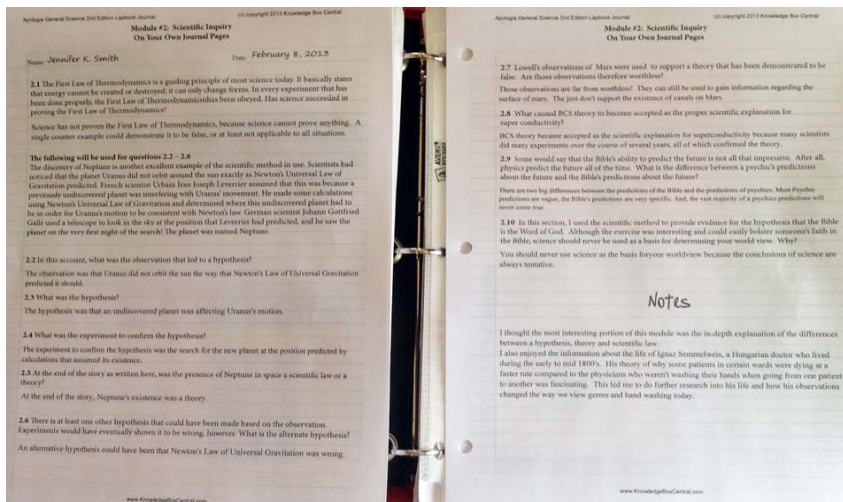 Apologia General Science 2nd Edition Lapbook Journal (c) copyright 2013 Knowledge Box Central
Module #2: Scientific Inquiry
On Your Own Journal Pages
Name: Jennifer K. Smith Date: February 8, 2013
2.1 The First Law of Thermodynamics is a guiding principle of most science today. It basically states
that energy cannot be created or destroyed; it can only change forms. In every experiment that has
been done properly, the First Law of Thermodynamicsnhas been obeyed. Has science succeeded in
proving the First Law of Thermodynamics?
Science has not proven the First Law of Thermodynamics, because science cannot prove anything. A
single counter example could demonstrate it to be false, or at least not applicable to all situations.
The following will be used for questions 2.2 - 2.6
The discovery of Neptune is another excellent example of the scientific method in use. Scientists had
noticed that the planet Uranus did not orbit around the sun exactly as Newton's Universal Law of
Gravitation predicted. French scientist Urbain Jean Joseph Leverrier assumed that this was because a
previously undiscovered planet was interfering with Uranus' movement. He made some calculations
using Newton's Universal Law of Gravitation and determined where this undiscovered planet had to
be in order for Uranus's motion to be consistent with Newton's law. German scientist Johann Gottfried
Galle used a telescope to look in the sky at the position that Leverrier had predicted, and he saw the
planet on the very first night of the search! The planet was named Neptune.
2.2 In this account, what was the observation that led to a hypothesis?
The observation was that Uranus did not orbit the sun the way that Newton's Law of Universal Gravitation
predicted it should.
2.3 What was the hypothesis?
The hypothesis was that an undiscovered planet was affecting Uranus's motion.
2.4 What was the experiment to confirm the hypothesis?
The experiment to confirm the hypothesis was the search for the new planet at the position predicted by
calculations that assumed its existence.
2.5 At the end of the story as written here, was the presence of Neptune in space a scientific law or a
theory?
At the end of the story, Neptune's existence was a theory.
2.6 There is at least one other hypothesis that could have been made based on the observation.
Experiments would have eventually shown it to be wrong, however. What is the alternate hypothesis?
An alternative hypothesis could have been that Newton's Law of Universal Gravitation was wrong.
www.KnowledgeBoxCentral.com
AVERY
Apologia General Science 2nd Edition Lapbook Journal (c) copyright 2013 Knowledge Box Central
Module #2: Scientific Inquiry
On Your Own Journal Pages
2.7 Lowell's observations of Mars were used to support a theory that has been demonstrated to be
false. Are those observations therefore worthless?
Those observations are far from worthless! They can still be used to gain information regarding the
surface of mars. The just don't support the existence of canals on Mars.
2.8 What caused BCS theory to become accepted as the proper scientific explanation for
super conductivity?
BCS theory became accepted as the scientific explanation for superconductivity because many scientists
did many experiments over the course of several years, all of which confirmed the theory.
2.9 Some would say that the Bible's ability to predict the future is not all that impressive. After all,
physics predict the future all of the time. What is the difference between a psychic's predictions
about the future and the Bible's predictions about the future?
There are two big differences between the predictions of the Bible and the predictions of psychics. Most Psychic
predictions are vague, the Bible's predictions are very specific. And, the vast majority of a psychics predictions will
never come true.
2.10 In this section, I used the scientific method to provide evidence for the hypothesis that the Bible
is the Word of God. Although the exercise was interesting and could easily bolster someone's faith in
the Bible, science should never be used as a basis for determining your world view. Why?
You should never use science as the basis foryour worldview because the conclusions of science are
always tentative.
Notes
I thought the most interesting portion of this module was the in-depth explanation of the differences
between a hypothesis, theory and scientific law.
I also enjoyed the information about the life of Ignaz Semmelweis, a Hungarian doctor who lived
during the early to mid 1800's. His theory of why some patients in certain wards were dying at a
faster rate compared to the physicians who weren't washing their hands when going from one patient
to another was fascinating. This led me to do further research into his life and how his observations
changed the way we view germs and hand washing today.
www.KnowledgeBoxCentral.com